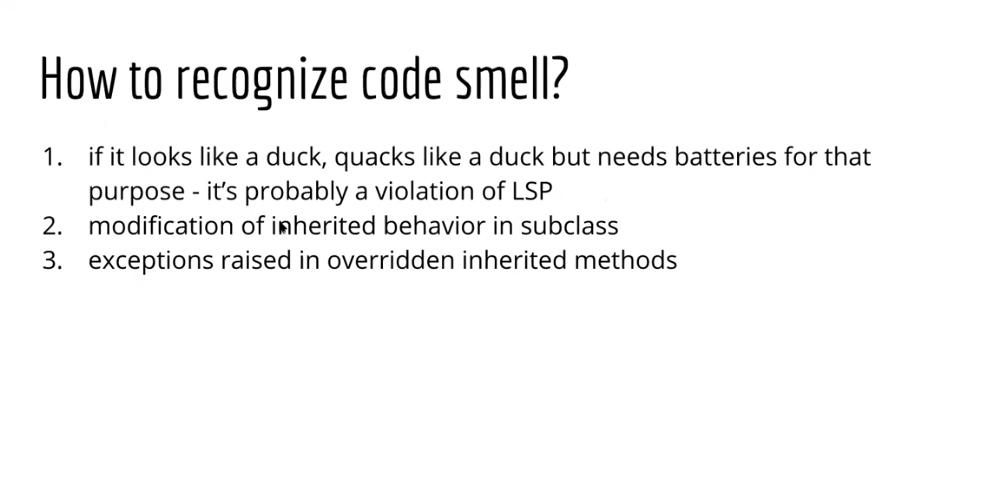 How to recognize code smell?
1. if it looks like a duck, quacks like a duck but needs batteries for that
purpose - it's probably a violation of LSP
2. modification of inherited behavior in subclass
3. exceptions raised in overridden inherited methods